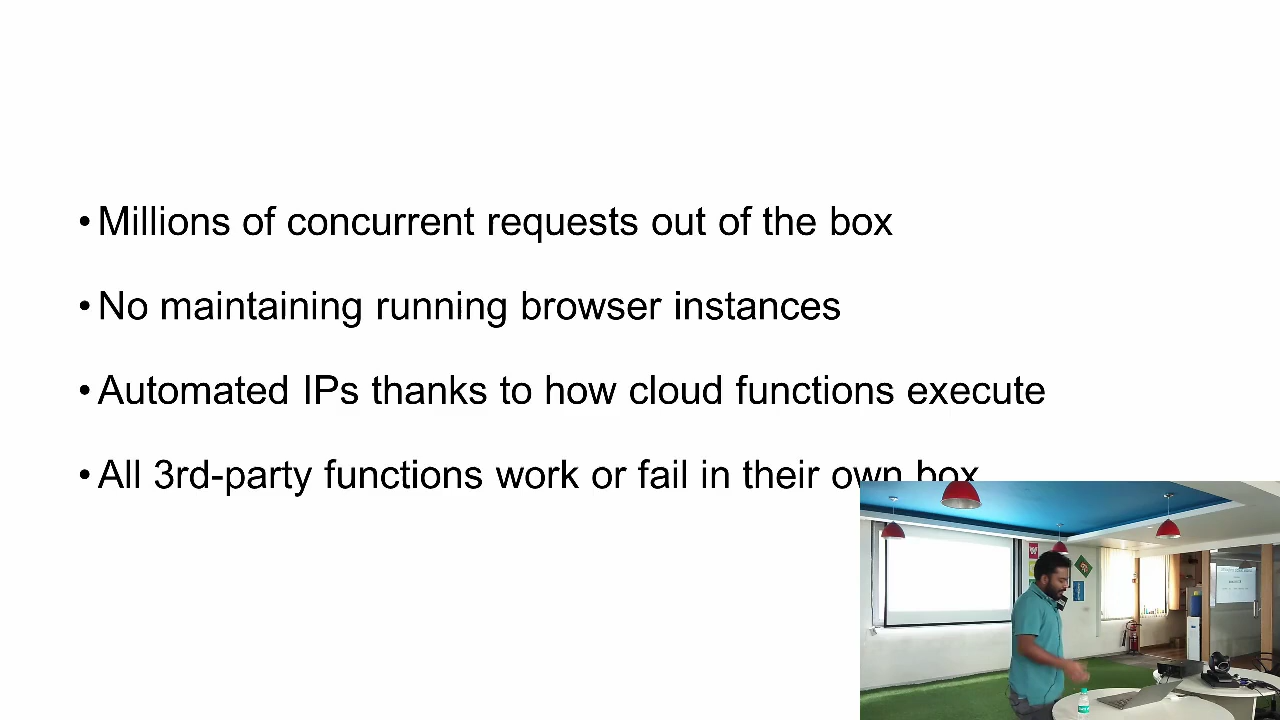 • Millions of concurrent requests out of the box
• No maintaining running browser instances
• Automated IPs thanks to how cloud functions execute
• All 3rd-party functions work or fail in their own box